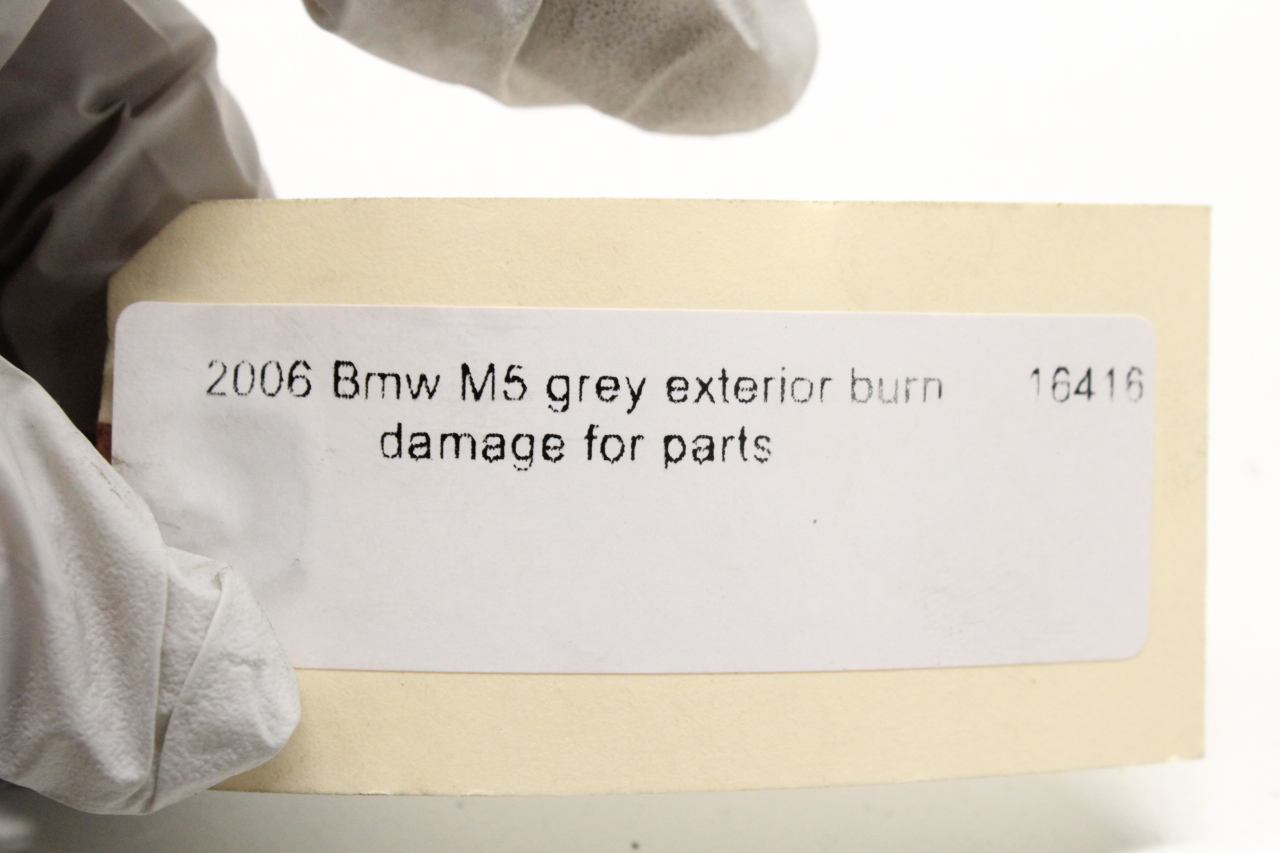 2006 Bmw M5 grey exterior burn 16416
damage for parts